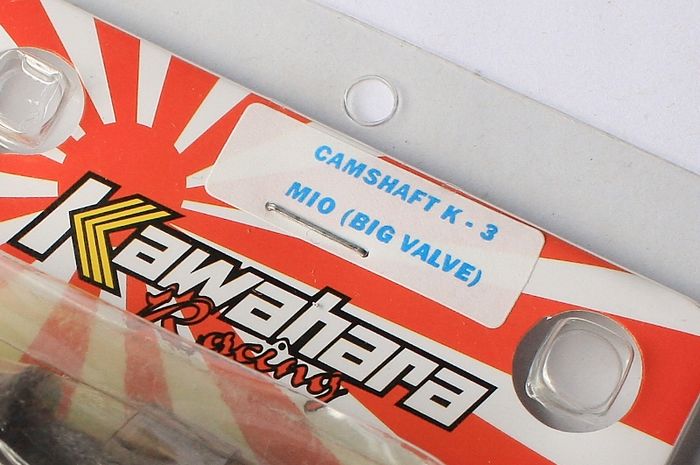 CAMSHAFT K - 3
MIO (BIG VALVE)
Kawahara
Racing